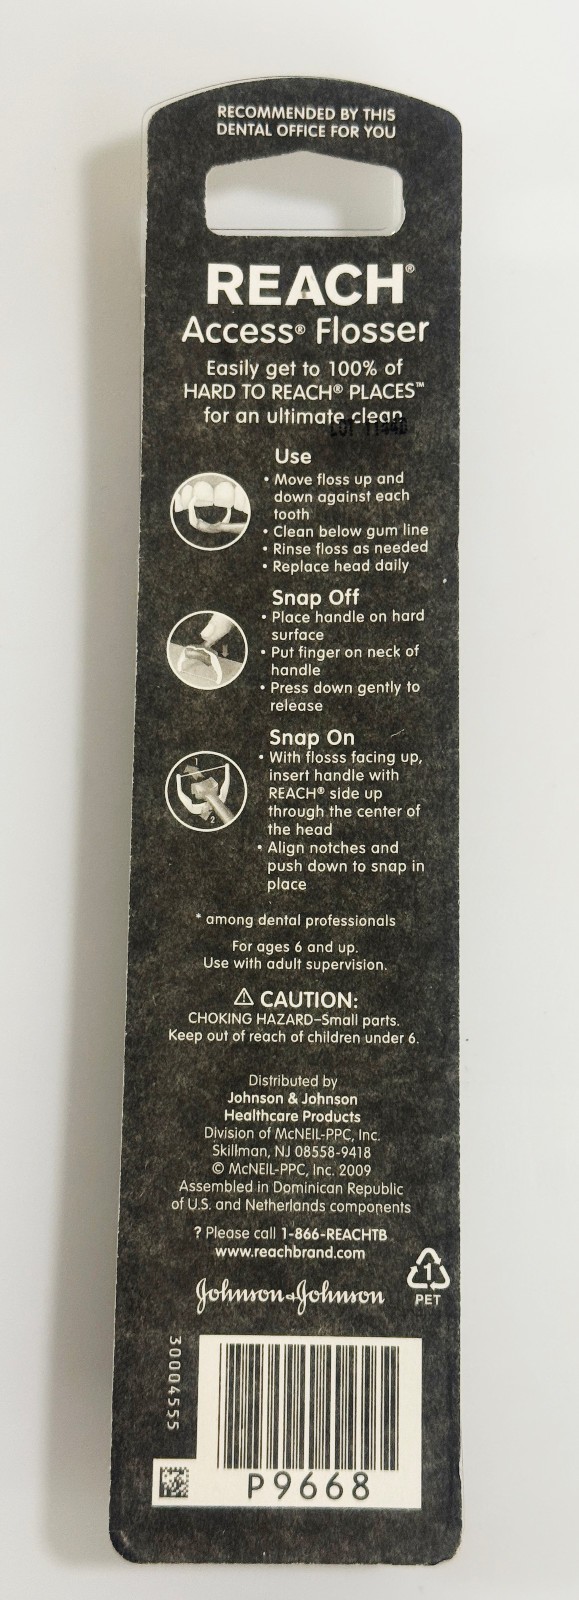 RECOMMENDED BY THIS
DENTAL OFFICE FOR YOU
REACH®
Access® Flosser
Easily get to 100% of
HARD TO REACH® PLACES™
for an ultimate clean
LOT
Use
• Move floss up and
down against each
tooth
• Clean below gum line
• Rinse floss as needed
• Replace head daily
Snap Off
• Place handle on hard
surface
• Put finger on neck of
handle
• Press down gently to
release
Snap On
• With flosss facing up,
insert handle with
REACH® side up
through the center of
the head
• Align notches and
push down to snap in
place
1
2
* among dental professionals
For ages 6 and up.
Use with adult supervision.
⚠ CAUTION:
CHOKING HAZARD–Small parts.
Keep out of reach of children under 6.
Distributed by
Johnson & Johnson
Healthcare Products
Division of McNEIL-PPC, Inc.
Skillman, NJ 08558-9418
© McNEIL-PPC, Inc. 2009
Assembled in Dominican Republic
of U.S. and Netherlands components
? Please call 1-866-REACHTB
www.reachbrand.com
Johnson & Johnson
1
PET
30004555
P9668